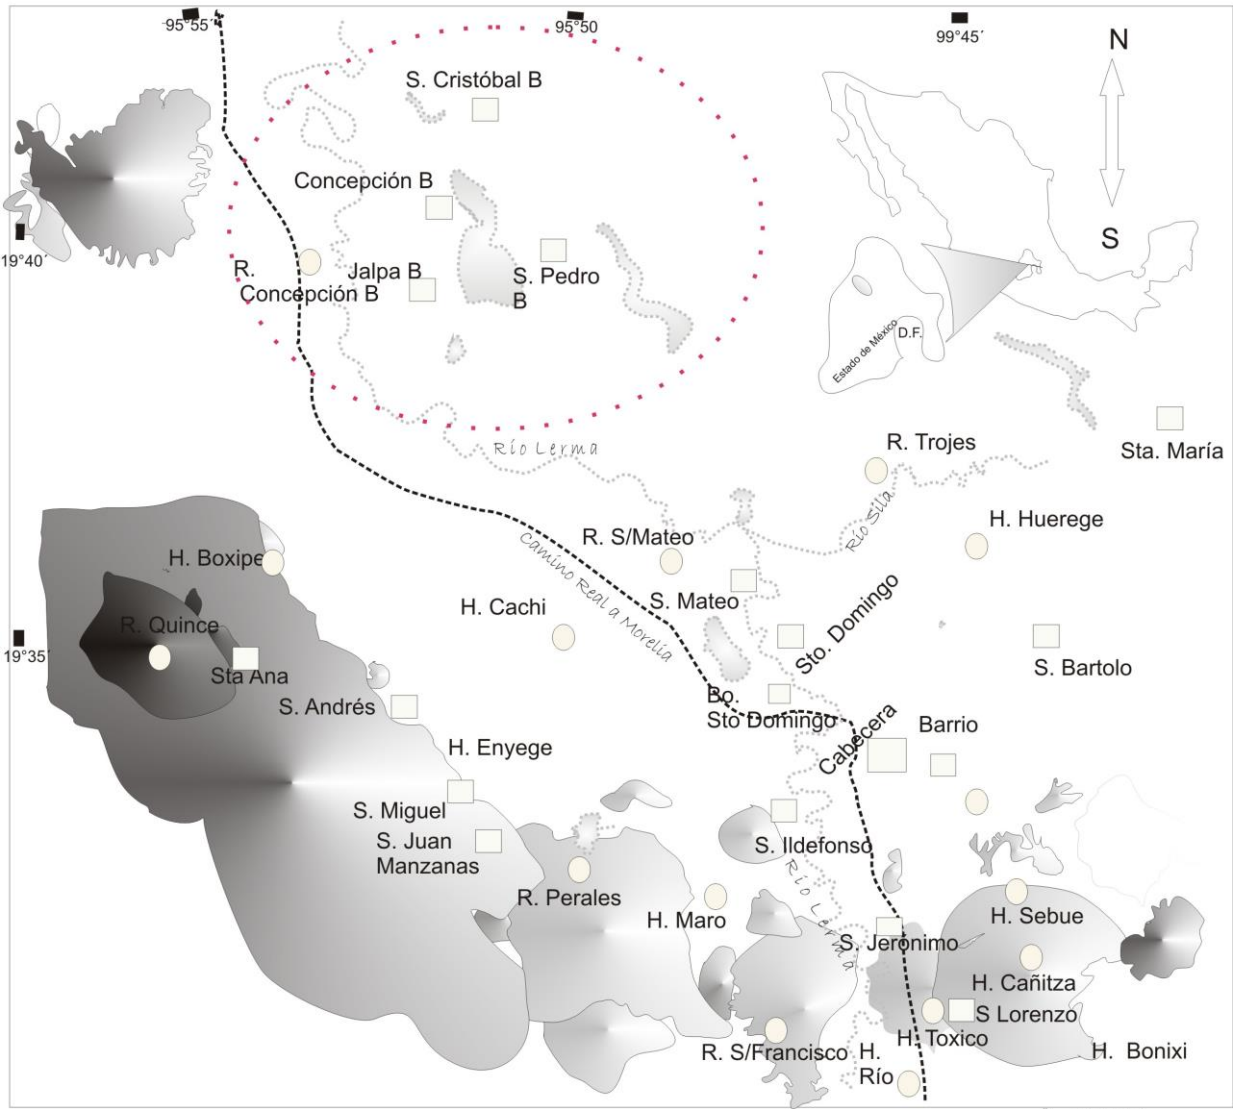 95°55´
95°50
99°45´
N
S. Cristóbal B
Concepción B
S
19°40´
R.
Concepción B
Jalpa B
S. Pedro
B
Estado de México
D.F.
Río Lerma
R. Trojes
Sta. María
Río Sila
H. Huerege
Camino Real a Morelia
R. S/Mateo
H. Boxipe
S. Mateo
H. Cachi
Sto. Domingo
R. Quince
19°35´
Sta Ana
S. Bartolo
S. Andrés
Bo.
Sto Domingo
Cabecera
Barrio
H. Enyege
S. Miguel
S. Juan
Manzanas
S. Ildefonso
Río Lerma
R. Perales
H. Maro
H. Sebue
S. Jerónimo
H. Cañitza
S Lorenzo
H. Toxico
R. S/Francisco
H.
Río
H. Bonixi